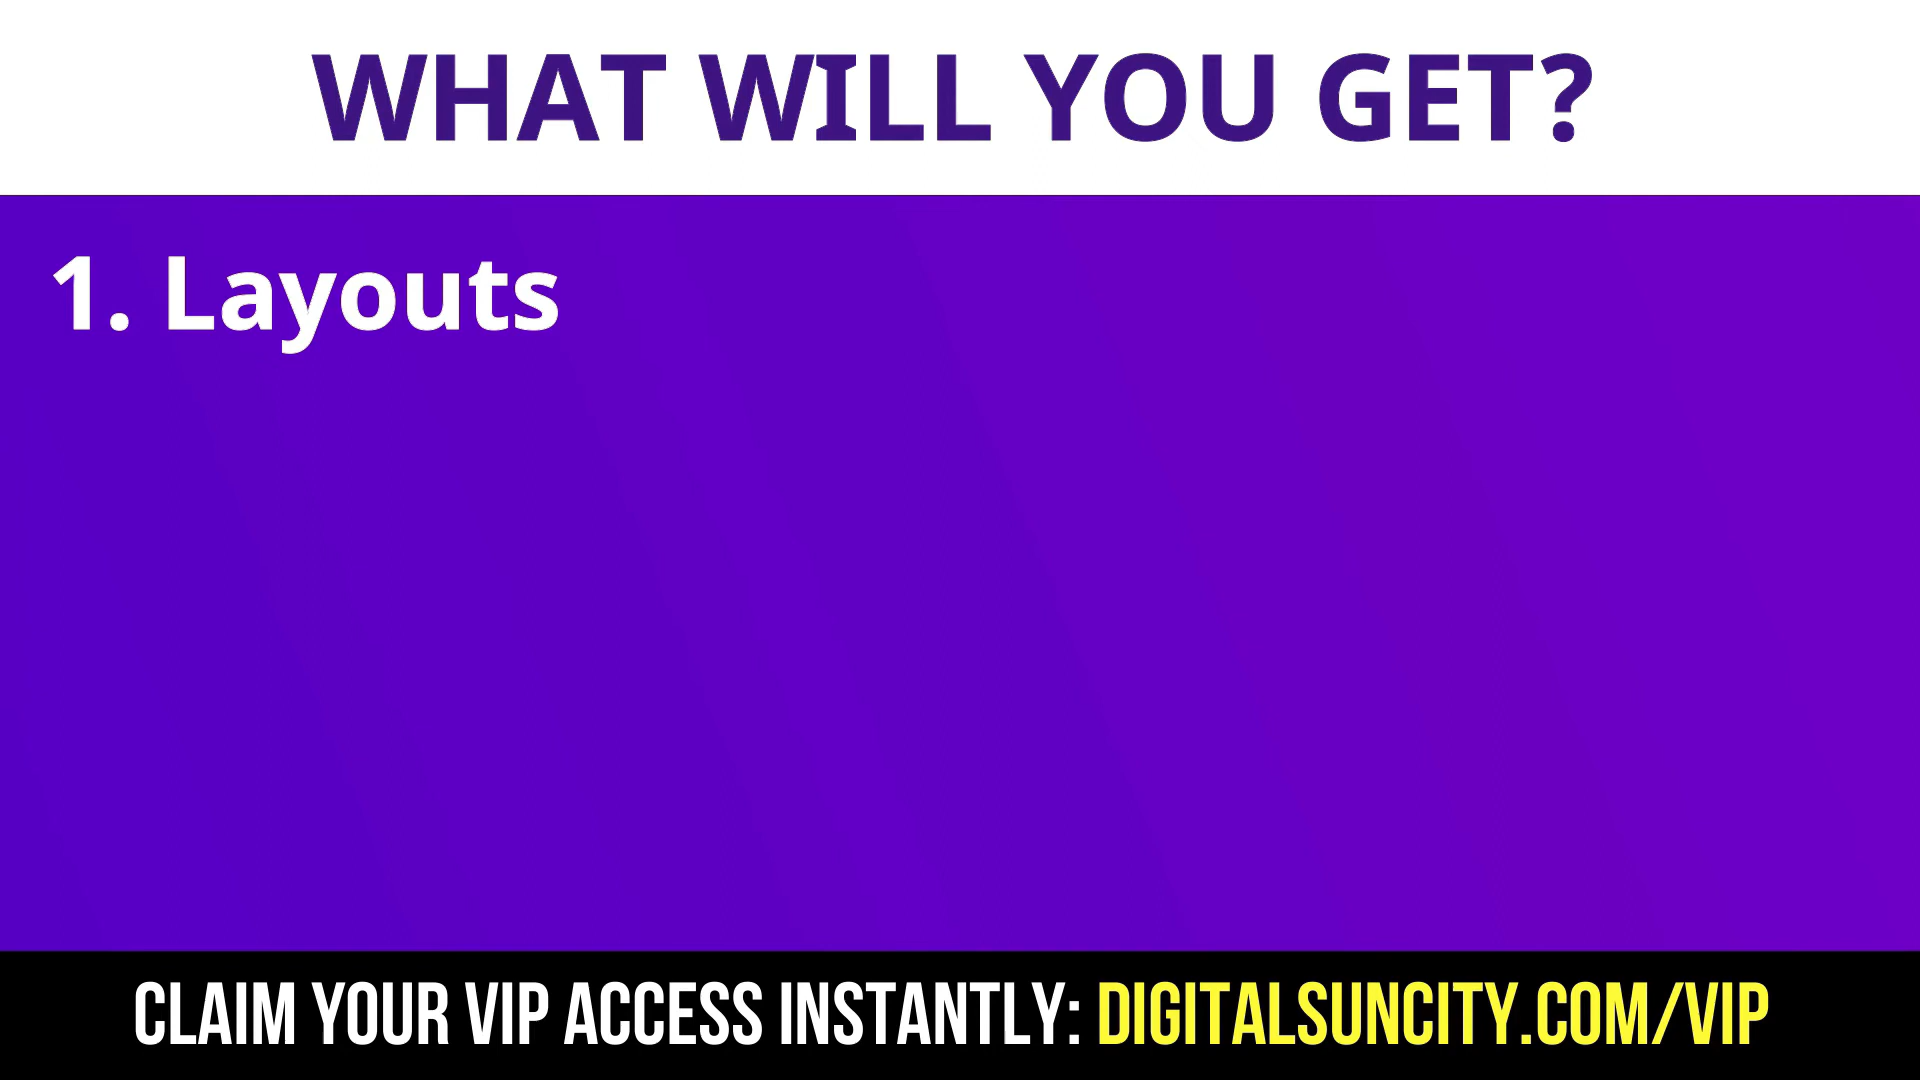 WHAT WILL YOU GET?
1. Layouts
CLAIM YOUR VIP ACCESS INSTANTLY: DIGITALSUNCITY.COM/VIP